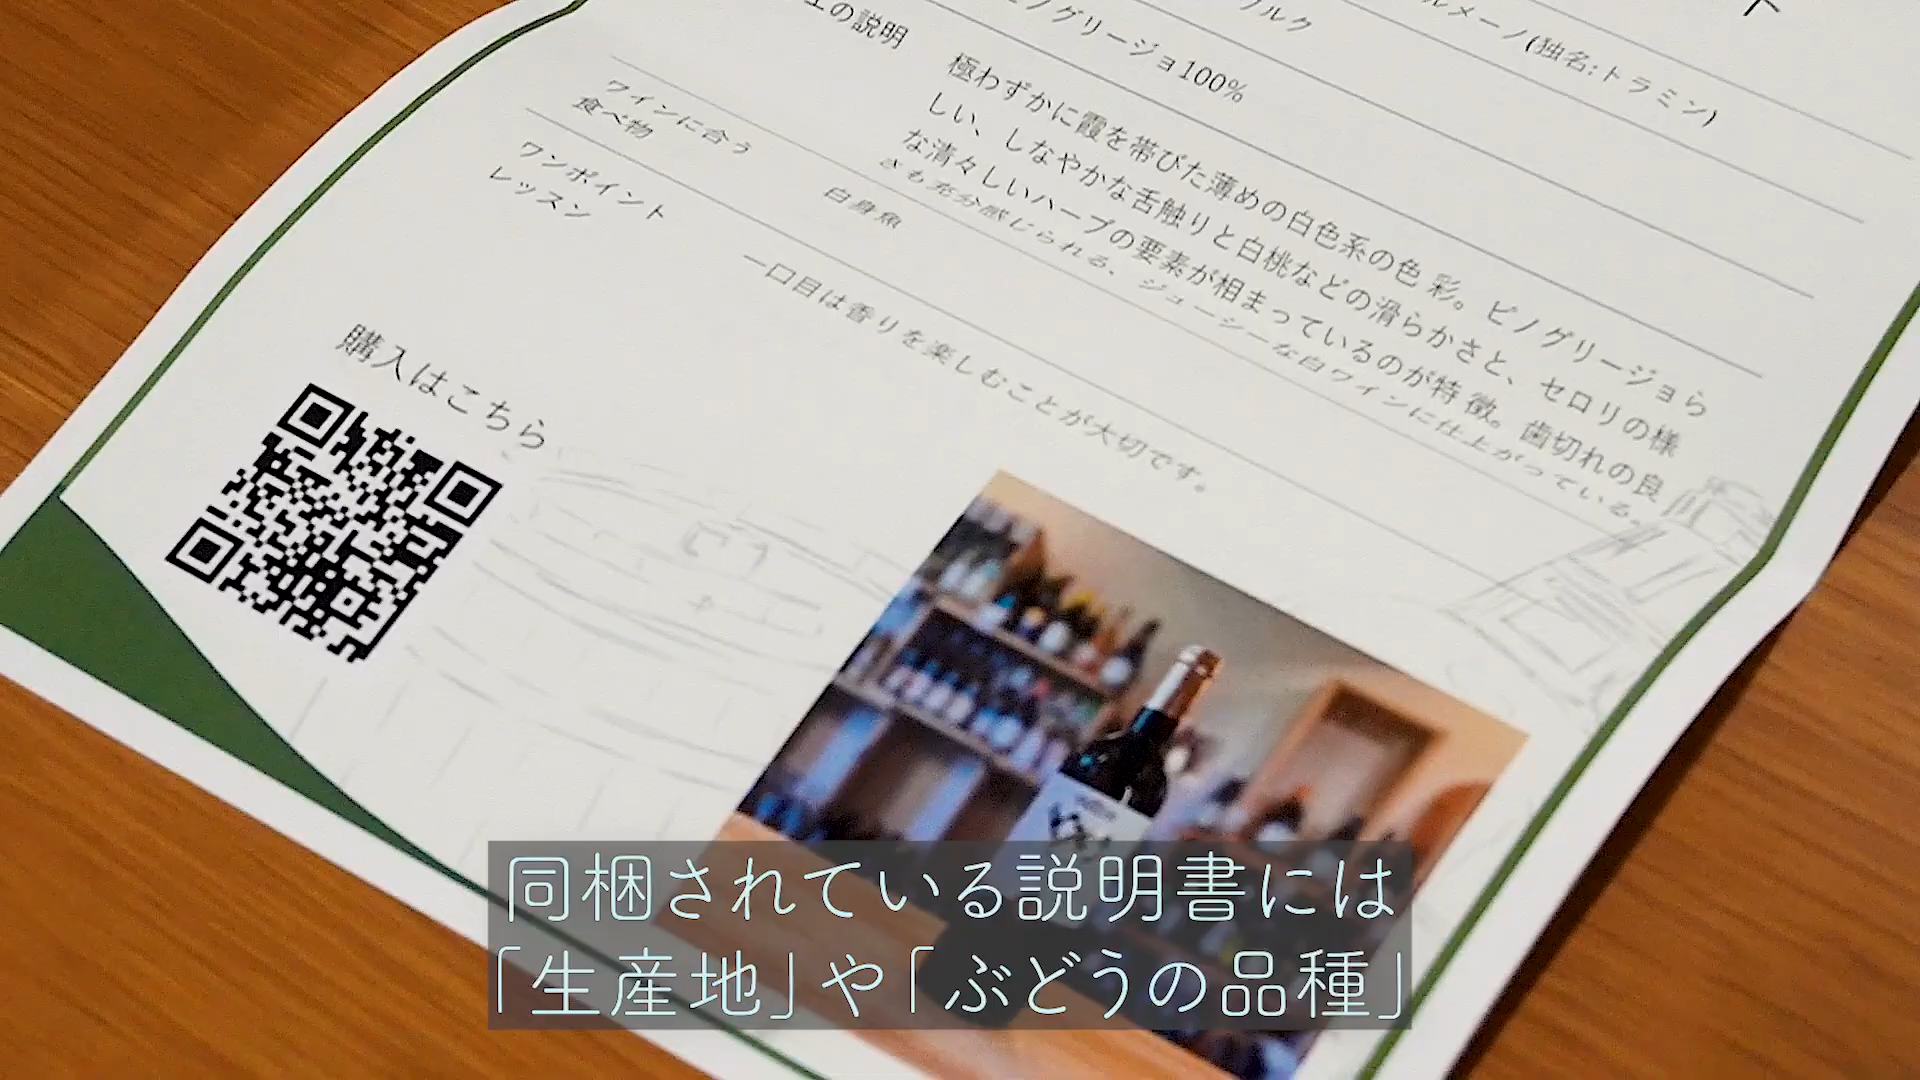 ルメーノ(独名:トラミン)
ブルク
ピノグリージョ100%
の説明
極わずかに霞を帯びた薄めの白色系の色彩。ピノグリージョら
しい、しなやかな舌触りと白桃などの滑らかさと、セロリの様
な清々しいハーブの要素が相まっているのが特徴。歯切れの良
さも充分感じられる、ジューシーな白ワインに仕上がっている。
ワインに合う
食べ物
白身魚
ワンポイント
レッスン
一口目は香りを楽しむことが大切です。
購入はこちら
同梱されている説明書には
「生産地」や「ぶどうの品種」